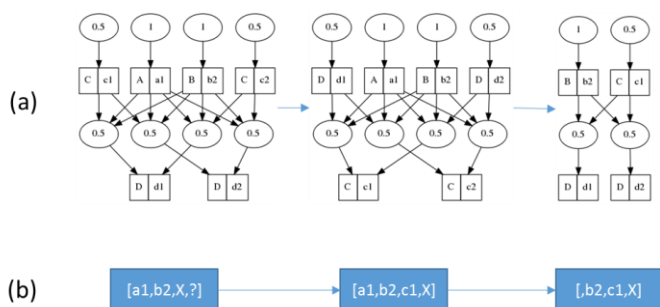 0.5 1 1 0.5 0.5 1 1 0.5 1 0.5
C c1 A a1 B b2 C c2 D d1 A a1 B b2 D d2 B b2 C c1
(a)
0.5 0.5 0.5 0.5 0.5 0.5 0.5 0.5 0.5 0.5
D d1 D d2 C c1 C c2 D d1 D d2
(b) [a1,b2,X,?] [a1,b2,c1,X] [,b2,c1,X]